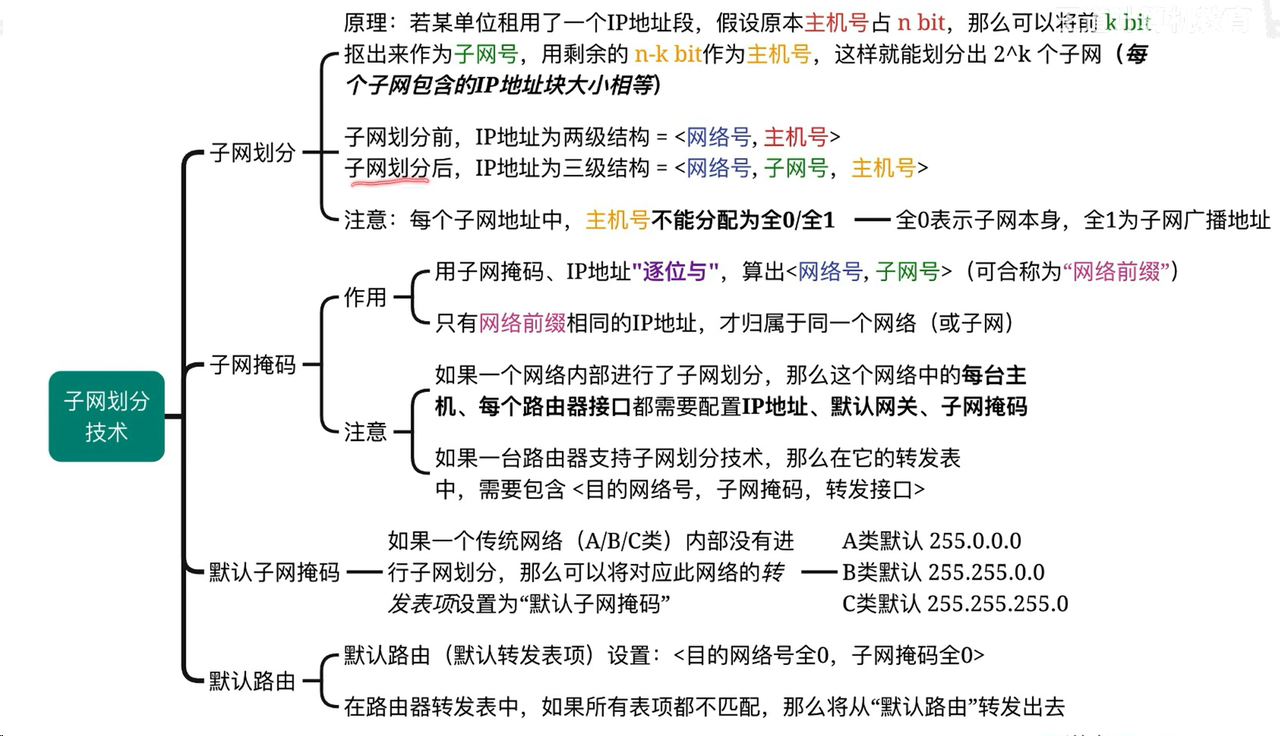 原理：若某单位租用了一个IP地址段，假设原本主机号占 n bit，那么可以将前 k bit
抠出来作为子网号，用剩余的 n-k bit作为主机号，这样就能划分出 2^k 个子网（每
个子网包含的IP地址块大小相等）
子网划分
子网划分前，IP地址为两级结构 = <网络号, 主机号>
子网划分后，IP地址为三级结构 = <网络号, 子网号，主机号>
注意：每个子网地址中，主机号不能分配为全0/全1
全0表示子网本身，全1为子网广播地址
子网掩码
作用
用子网掩码、IP地址"逐位与"，算出<网络号, 子网号>（可合称为“网络前缀”）
只有网络前缀相同的IP地址，才归属于同一个网络（或子网）
注意
如果一个网络内部进行了子网划分，那么这个网络中的每台主
机、每个路由器接口都需要配置IP地址、默认网关、子网掩码
如果一台路由器支持子网划分技术，那么在它的转发表
中，需要包含 <目的网络号，子网掩码，转发接口>
子网划分
技术
默认子网掩码
如果一个传统网络（A/B/C类）内部没有进
行子网划分，那么可以将对应此网络的转
发表项设置为“默认子网掩码”
A类默认 255.0.0.0
B类默认 255.255.0.0
C类默认 255.255.255.0
默认路由
默认路由（默认转发表项）设置：<目的网络号全0，子网掩码全0>
在路由器转发表中，如果所有表项都不匹配，那么将从“默认路由”转发出去